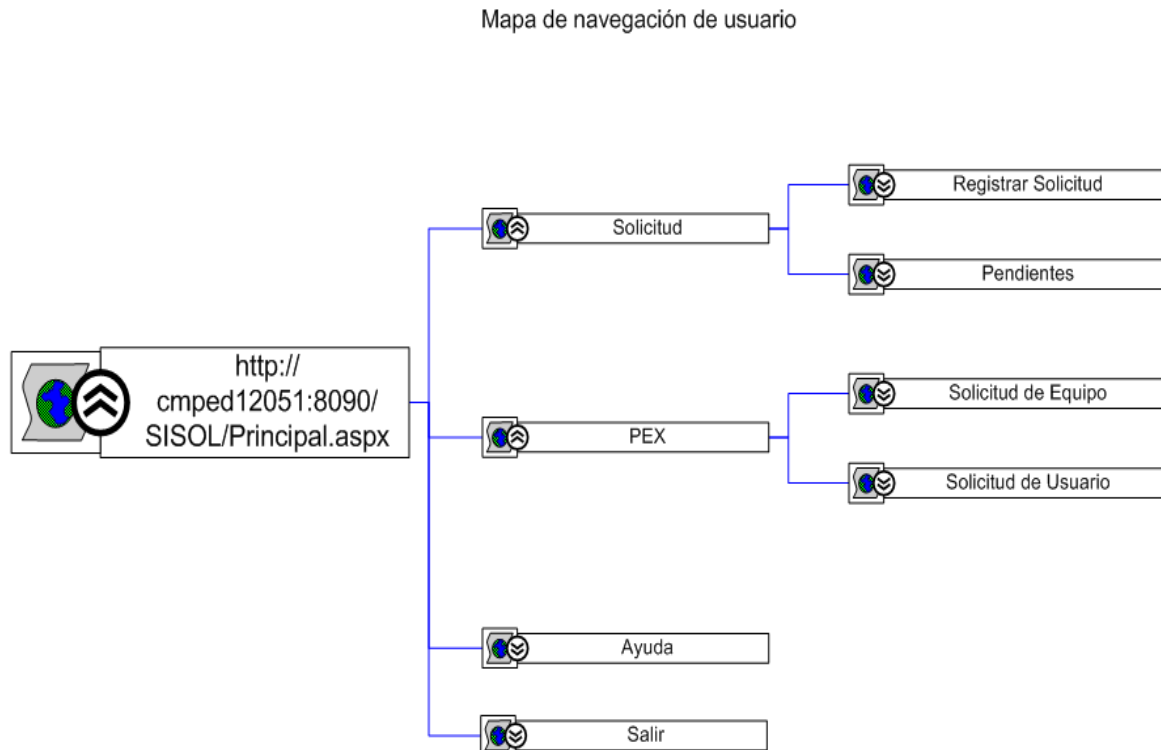 Mapa de navegación de usuario
Registrar Solicitud
Solicitud
Pendientes
http://
cmped12051:8090/
SISOL/Principal.aspx
Solicitud de Equipo
PEX
Solicitud de Usuario
Ayuda
Salir